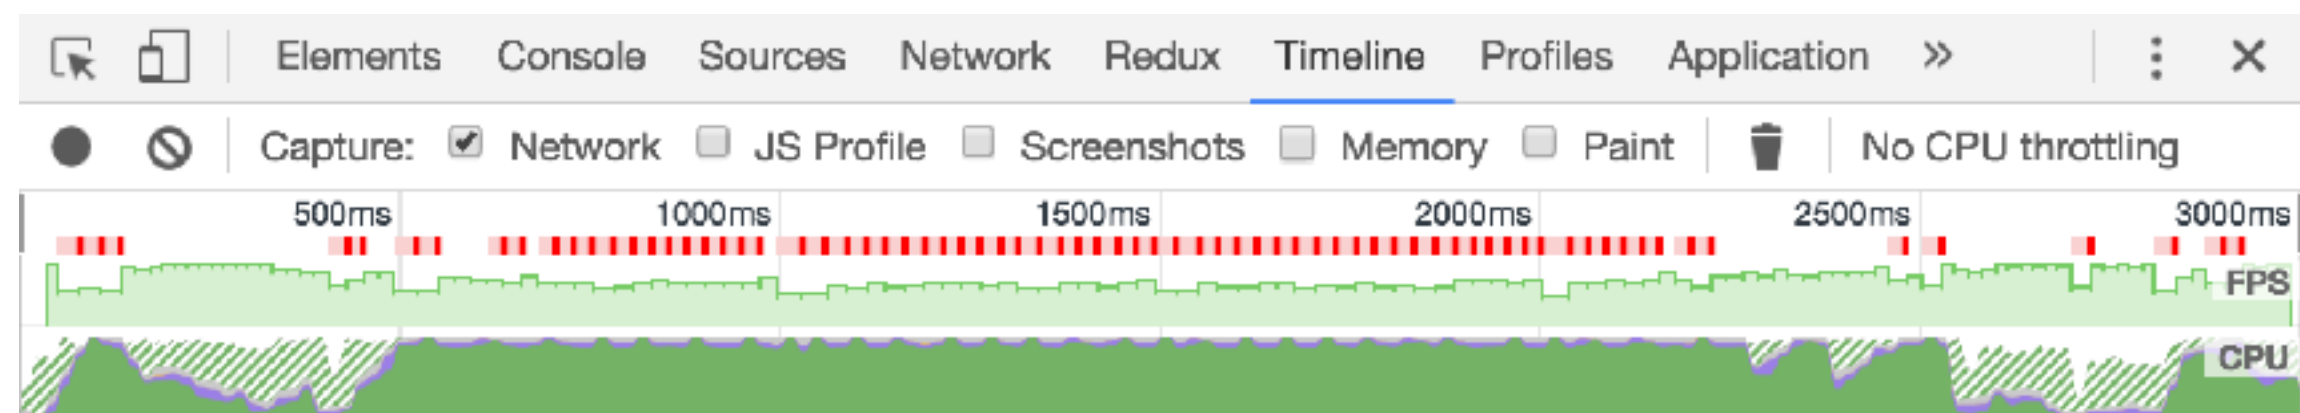 Elements Console Sources Network Redux Timeline Profiles Application »
Capture: Network JS Profile Screenshots Memory Paint No CPU throttling
500ms 1000ms 1500ms 2000ms 2500ms 3000ms
FPS
CPU